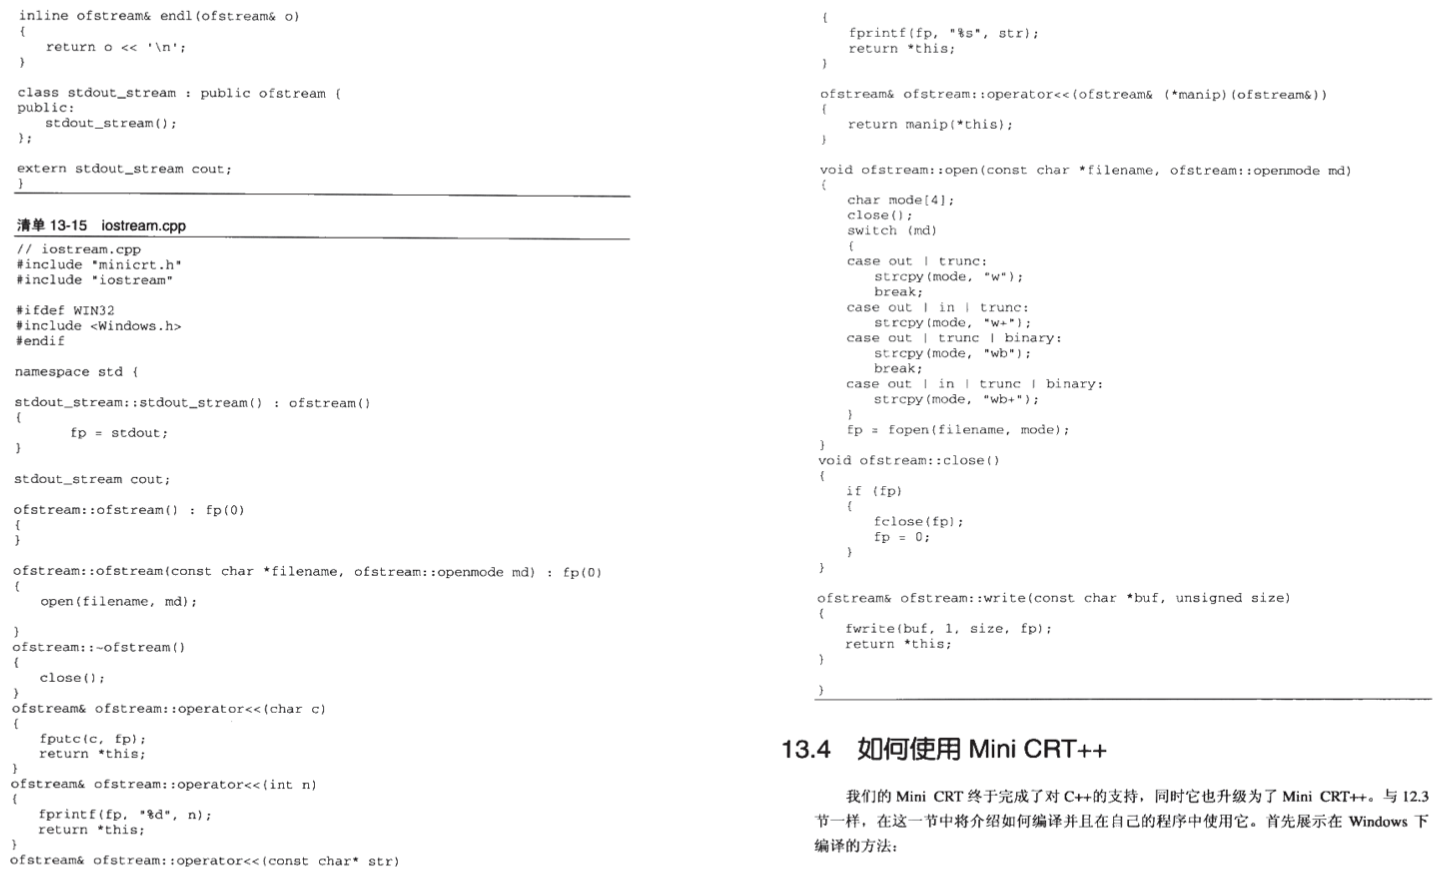 inline ofstream& endl(ofstream& o)
{
return o << '\n';
}
class stdout_stream : public ofstream {
public:
stdout_stream();
};
extern stdout_stream cout;
}
清单 13-15 iostream.cpp
// iostream.cpp
#include "minicrt.h"
#include "iostream"
#ifdef WIN32
#include <Windows.h>
#endif
namespace std {
stdout_stream::stdout_stream() : ofstream()
{
fp = stdout;
}
stdout_stream cout;
ofstream::ofstream() : fp(0)
{
}
ofstream::ofstream(const char *filename, ofstream::openmode md) : fp(0)
{
open(filename, md);
}
ofstream::~ofstream()
{
close();
}
ofstream& ofstream::operator<<(char c)
{
fputc(c, fp);
return *this;
}
ofstream& ofstream::operator<<(int n)
{
fprintf(fp, "%d", n);
return *this;
}
ofstream& ofstream::operator<<(const char* str)
{
fprintf(fp, "%s", str);
return *this;
}
ofstream& ofstream::operator<<(ofstream& (*manip)(ofstream&))
{
return manip(*this);
}
void ofstream::open(const char *filename, ofstream::openmode md)
{
char mode[4];
close();
switch (md)
{
case out | trunc:
strcpy(mode, "w");
break;
case out | in | trunc:
strcpy(mode, "w+");
case out | trunc | binary:
strcpy(mode, "wb");
break;
case out | in | trunc | binary:
strcpy(mode, "wb+");
}
fp = fopen(filename, mode);
}
void ofstream::close()
{
if (fp)
{
fclose(fp);
fp = 0;
}
}
ofstream& ofstream::write(const char *buf, unsigned size)
{
fwrite(buf, 1, size, fp);
return *this;
}
}
13.4 如何使用 Mini CRT++
我们的 Mini CRT 终于完成了对 C++的支持，同时它也升级为了 Mini CRT++。与 12.3
节一样，在这一节中将介绍如何编译并且在自己的程序中使用它。首先展示在 Windows 下
编译的方法：